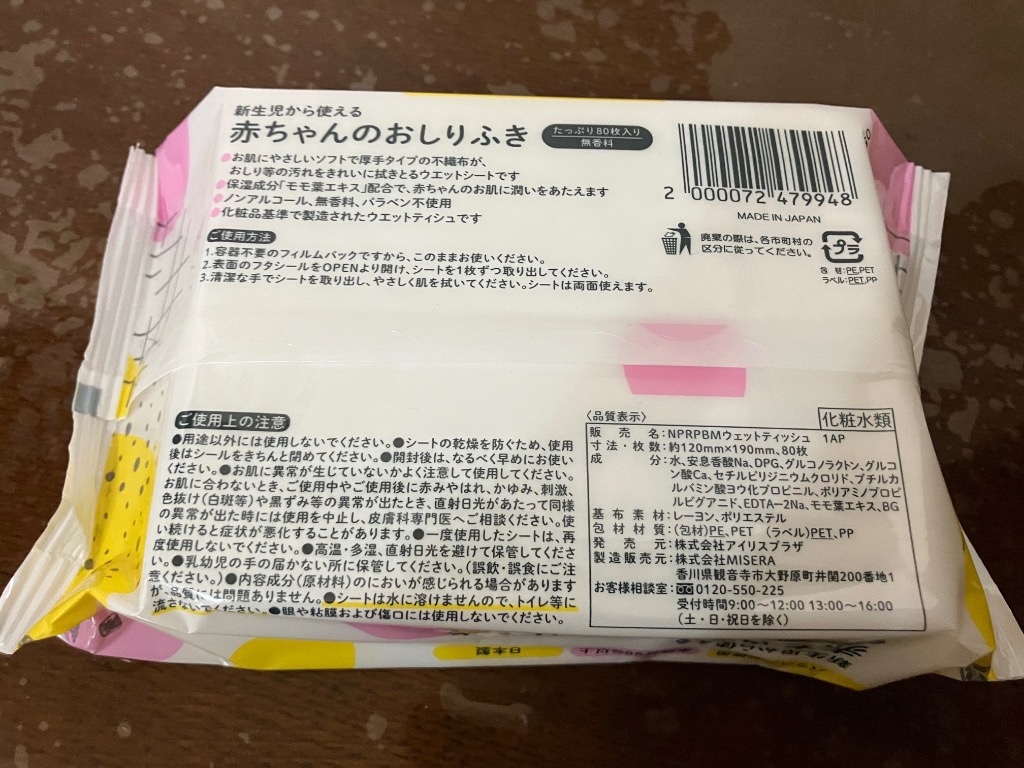 新生児から使える
赤ちゃんのおしりふき
たっぷり80枚入り
無香料
●お肌にやさしいソフトで厚手タイプの不織布が、
おしり等の汚れをきれいに拭きとるウエットシートです
●保湿成分「モモ葉エキス」配合で、赤ちゃんのお肌に潤いをあたえます
●ノンアルコール、無香料、パラベン不使用
●化粧品基準で製造されたウエットティシュです
ご使用方法
1.容器不要のフィルムパックですから、このままお使いください。
2.表面のフタシールをOPENより開け、シートを1枚ずつ取り出してください。
3.清潔な手でシートを取り出し、やさしく肌を拭いてください。シートは両面使えます。
2 000072 479948
MADE IN JAPAN
廃棄の際は、各市町村の
区分に従ってください。
プラ
包 材:PE,PET
ラベル:PET,PP
ご使用上の注意
●用途以外には使用しないでください。●シートの乾燥を防ぐため、使用
後はシールをきちんと閉めてください。●開封後は、なるべく早めにお使い
ください。●お肌に異常が生じていないかよく注意して使用してください。
お肌に合わないとき、ご使用中やご使用後に赤みやはれ、かゆみ、刺激、
色抜け(白斑等)や黒ずみ等の異常が出たとき、直射日光があたって同様
の異常が出た時には使用を中止し、皮膚科専門医へご相談ください。使
い続けると症状が悪化することがあります。●一度使用したシートは、再
度使用しないでください。●高温・多湿、直射日光を避けて保管してくださ
い。●乳幼児の手の届かない所に保管してください。(誤飲・誤食にご注
意ください。)●内容成分(原材料)のにおいが感じられる場合があります
が、品質には問題ありません。●シートは水に溶けませんので、トイレ等に
流さないでください。●眼や粘膜および傷口には使用しないでください。
〈品質表示〉
化粧水類
販売名:NPRPBMウェットティッシュ 1AP
寸法・枚数:約120mm×190mm、80枚
成分:水、安息香酸Na、DPG、グルコノラクトン、グルコ
ン酸Ca、セチルピリジニウムクロリド、ブチルカ
ルバミン酸ヨウ化プロピニル、ポリアミノプロピ
ルビグアニド、EDTA-2Na、モモ葉エキス、BG
基布素材:レーヨン、ポリエステル
包材材質:(包材)PE、PET (ラベル)PET、PP
発売元:株式会社アイリスプラザ
製造販売元:株式会社MISERA
香川県観音寺市大野原町井関200番地1
お客様相談室:0120-550-225
受付時間9:00～12:00 13:00～16:00
(土・日・祝日を除く)
日本製